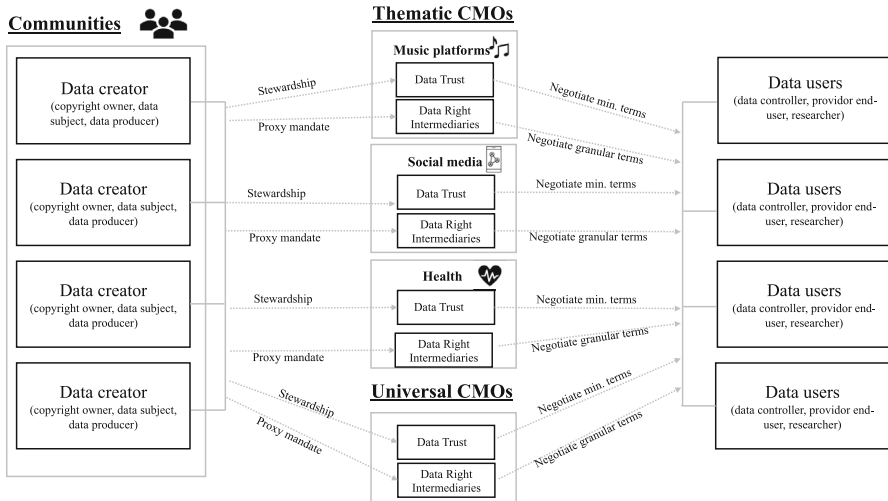 Communities
Data creator
(copyright owner, data
subject, data producer)
Data creator
(copyright owner, data subject,
data producer)
Data creator
(copyright owner, data subject,
data producer)
Data creator
(copyright owner, data subject,
data producer)
Stewardship
Proxy mandate
Stewardship
Proxy mandate
Stewardship
Proxy mandate
Stewardship
Proxy mandate
Thematic CMOs
Music platforms
Data Trust
Data Right
Intermediaries
Social media
Data Trust
Data Right
Intermediaries
Health
Data Trust
Data Right
Intermediaries
Universal CMOs
Data Trust
Data Right
Intermediaries
Negotiate min. terms
Negotiate granular terms
Negotiate min. terms
Negotiate granular terms
Negotiate min. terms
Negotiate granular terms
Negotiate min. terms
Negotiate granular terms
Data users
(data controller, providor end-
user, researcher)
Data users
(data controller, providor end-
user, researcher)
Data users
(data controller, providor end-
user, researcher)
Data users
(data controller, providor end-
user, researcher)